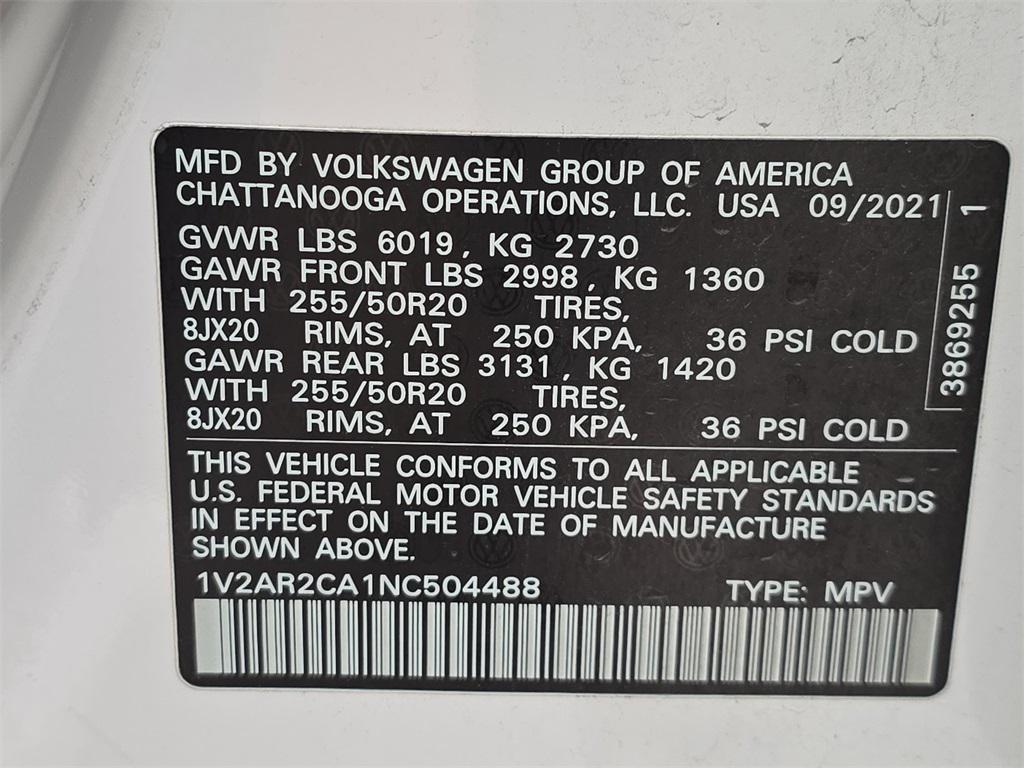 MFD BY VOLKSWAGEN GROUP OF AMERICA
CHATTANOOGA OPERATIONS, LLC. USA 09/2021
GVWR LBS 6019, KG 2730
GAWR FRONT LBS 2998, KG 1360
WITH 255/50R20 TIRES,
8JX20 RIMS, AT 250 KPA, 36 PSI COLD
GAWR REAR LBS 3131, KG 1420
WITH 255/50R20 TIRES,
8JX20 RIMS, AT 250 KPA, 36 PSI COLD
3869255 1
THIS VEHICLE CONFORMS TO ALL APPLICABLE
U.S. FEDERAL MOTOR VEHICLE SAFETY STANDARDS
IN EFFECT ON THE DATE OF MANUFACTURE
SHOWN ABOVE.
1V2AR2CA1NC504488 TYPE: MPV